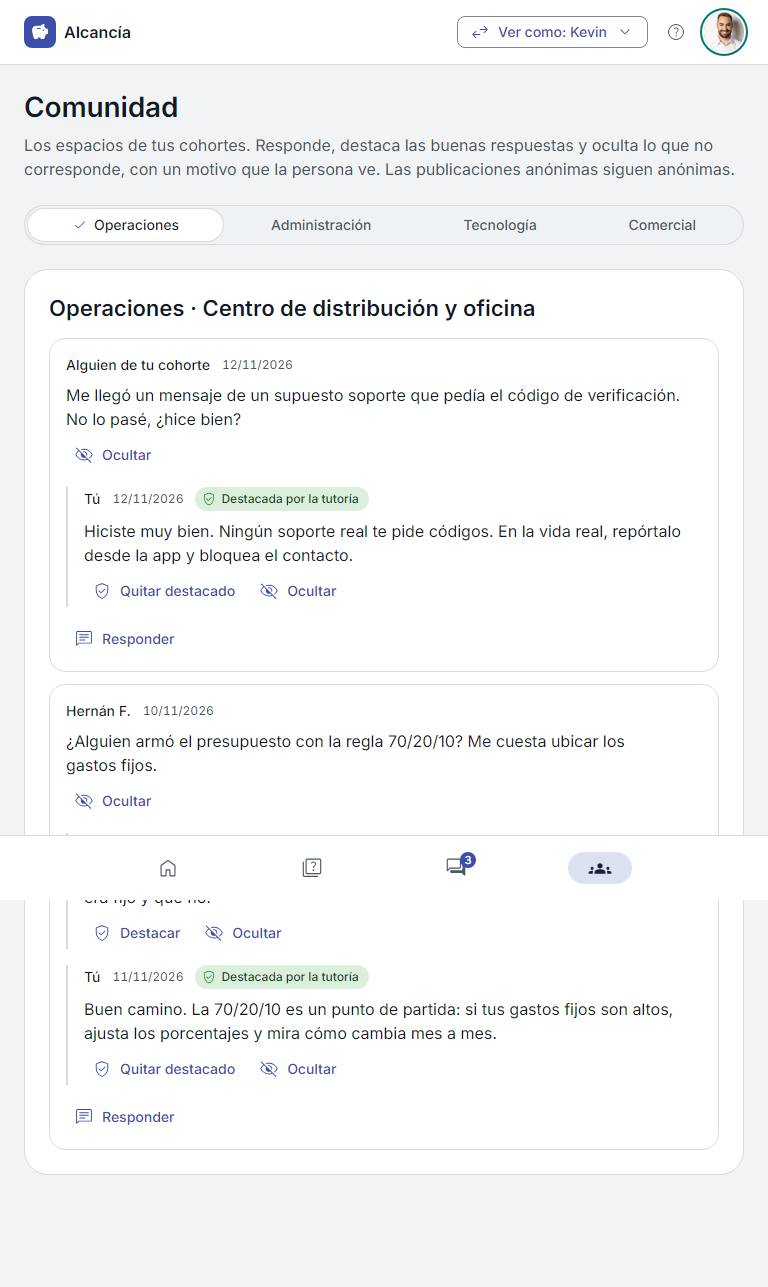 Alcancía
Ver como: Kevin
Comunidad
Los espacios de tus cohortes. Responde, destaca las buenas respuestas y oculta lo que no
corresponde, con un motivo que la persona ve. Las publicaciones anónimas siguen anónimas.
Operaciones
Administración
Tecnología
Comercial
Operaciones · Centro de distribución y oficina
Alguien de tu cohorte 12/11/2026
Me llegó un mensaje de un supuesto soporte que pedía el código de verificación.
No lo pasé, ¿hice bien?
Ocultar
Tú 12/11/2026 Destacada por la tutoría
Hiciste muy bien. Ningún soporte real te pide códigos. En la vida real, repórtalo
desde la app y bloquea el contacto.
Quitar destacado Ocultar
Responder
Hernán F. 10/11/2026
¿Alguien armó el presupuesto con la regla 70/20/10? Me cuesta ubicar los
gastos fijos.
Ocultar
3
era fijo y qué no.
Destacar Ocultar
Tú 11/11/2026 Destacada por la tutoría
Buen camino. La 70/20/10 es un punto de partida: si tus gastos fijos son altos,
ajusta los porcentajes y mira cómo cambia mes a mes.
Quitar destacado Ocultar
Responder